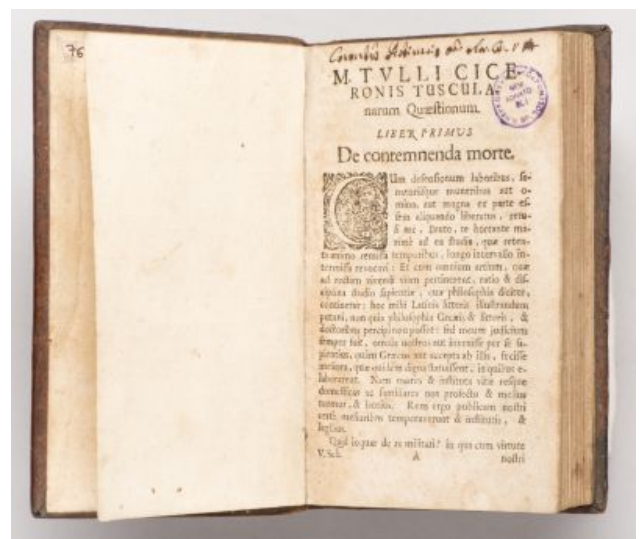 76
M. TVLLI CICE-
RONIS TUSCULA-
narum Quæstionum.
LIBER PRIMUS
De contemnenda morte.
CUm defensionum laboribus, se-
natoriisque muneribus aut o-
mnino, aut magna ex parte es-
sem aliquando liberatus, retu-
li me, Brute, te hortante ma-
ximè ad ea studia, quæ reten-
ta animo remissa temporibus, longo intervallo in-
termissa revocavi: Et cum omnium artium, quæ
ad rectam vivendi viam pertinerent, ratio & dis-
ciplina studio sapientiæ, quæ philosophia dicitur,
contineretur: hoc mihi Latinis litteris illustrandum
putavi, non quia philosophia Græcis & litteris, &
doctoribus percipi non posset: sed meum judicium
semper fuit, omnia nostros aut invenisse per se sa-
pientius, quàm Græcos aut accepta ab illis, fecisse
meliora, quæ quidem digna statuissent, in quibus e-
laborarent. Nam mores & instituta vitæ resque
domesticas ac familiares nos profecto & melius
tuemur, & lautius. Rem vero publicam nostri
certè melioribus temperaverunt & institutis, &
legibus.
Quid loquar de re militari? in qua cum virtute
V. Sch. A nostri